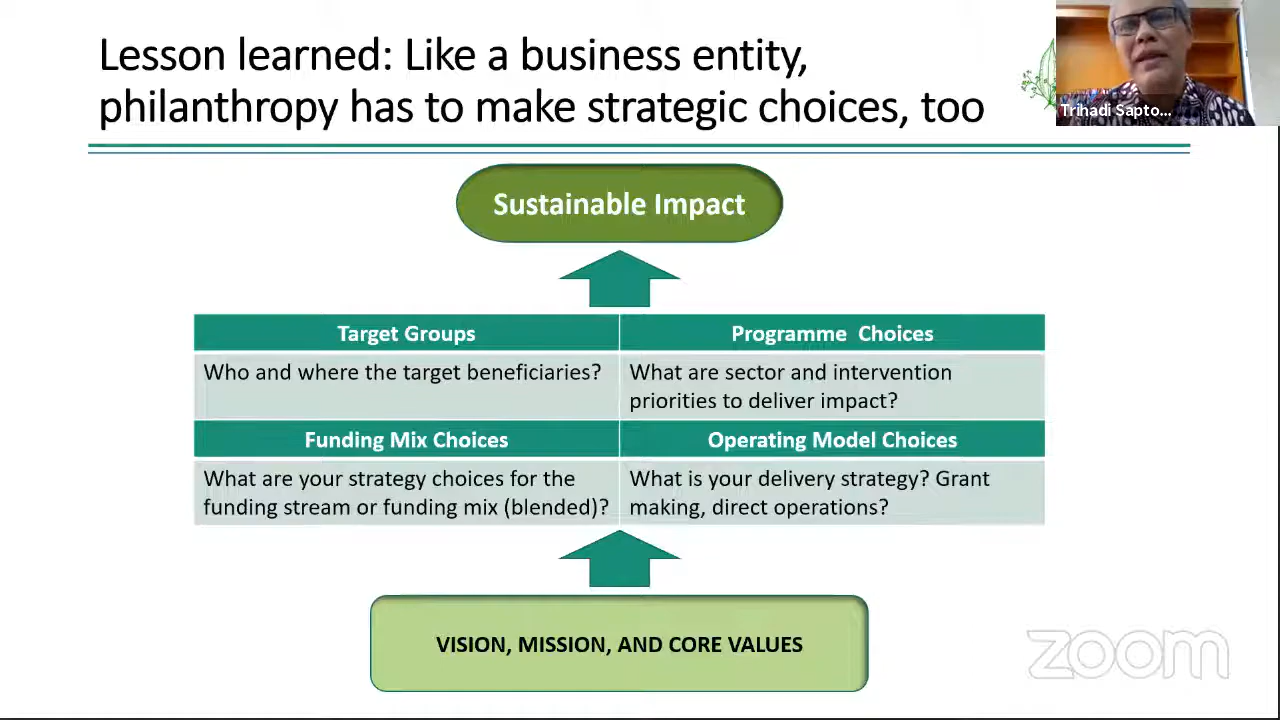 Lesson learned: Like a business entity,
philanthropy has to make strategic choices, too
Trihadi Sapto...
Sustainable Impact
Target Groups
Programme Choices
Who and where the target beneficiaries?
What are sector and intervention
priorities to deliver impact?
Funding Mix Choices
Operating Model Choices
What are your strategy choices for the
funding stream or funding mix (blended)?
What is your delivery strategy? Grant
making, direct operations?
VISION, MISSION, AND CORE VALUES
zoom